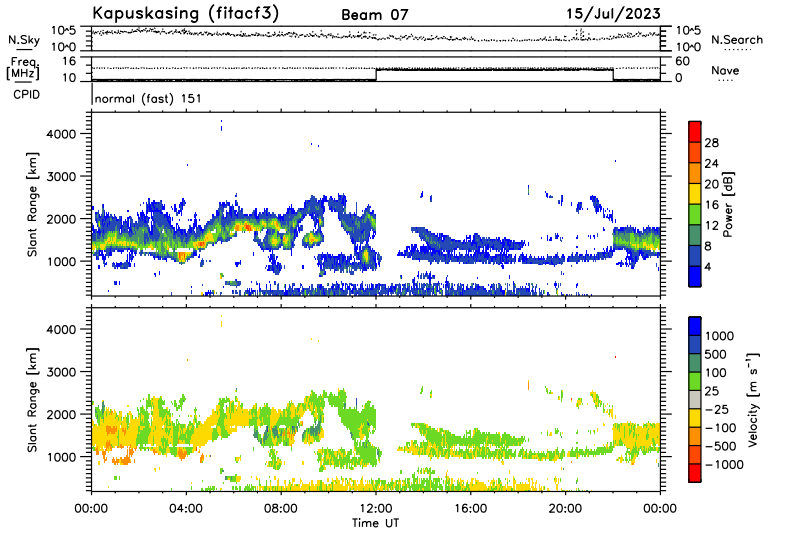 Kapuskasing (fitacf3) Beam 07 15/Jul/2023
N.Sky 10^5 10^0 10^5 10^0 N.Search
Freq. [MHz] 16 10 60 0 Nave
CPID normal (fast) 151
Slant Range [km] 4000 3000 2000 1000
Power [dB] 28 24 20 16 12 8 4
Slant Range [km] 4000 3000 2000 1000
Velocity [m s^-1] 1000 500 100 25 -25 -100 -500 -1000
00:00 04:00 08:00 12:00 16:00 20:00 00:00
Time UT